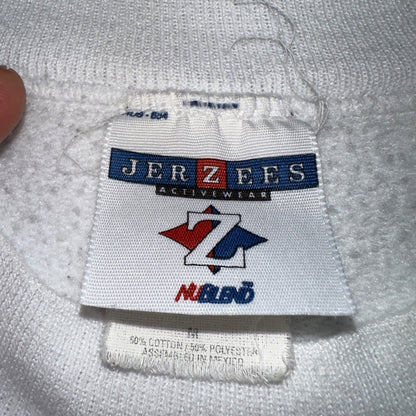 JERZEES
ACTIVEWEAR
Z
NUBLEND
50% COTTON / 50% POLYESTER
ASSEMBLED IN MEXICO